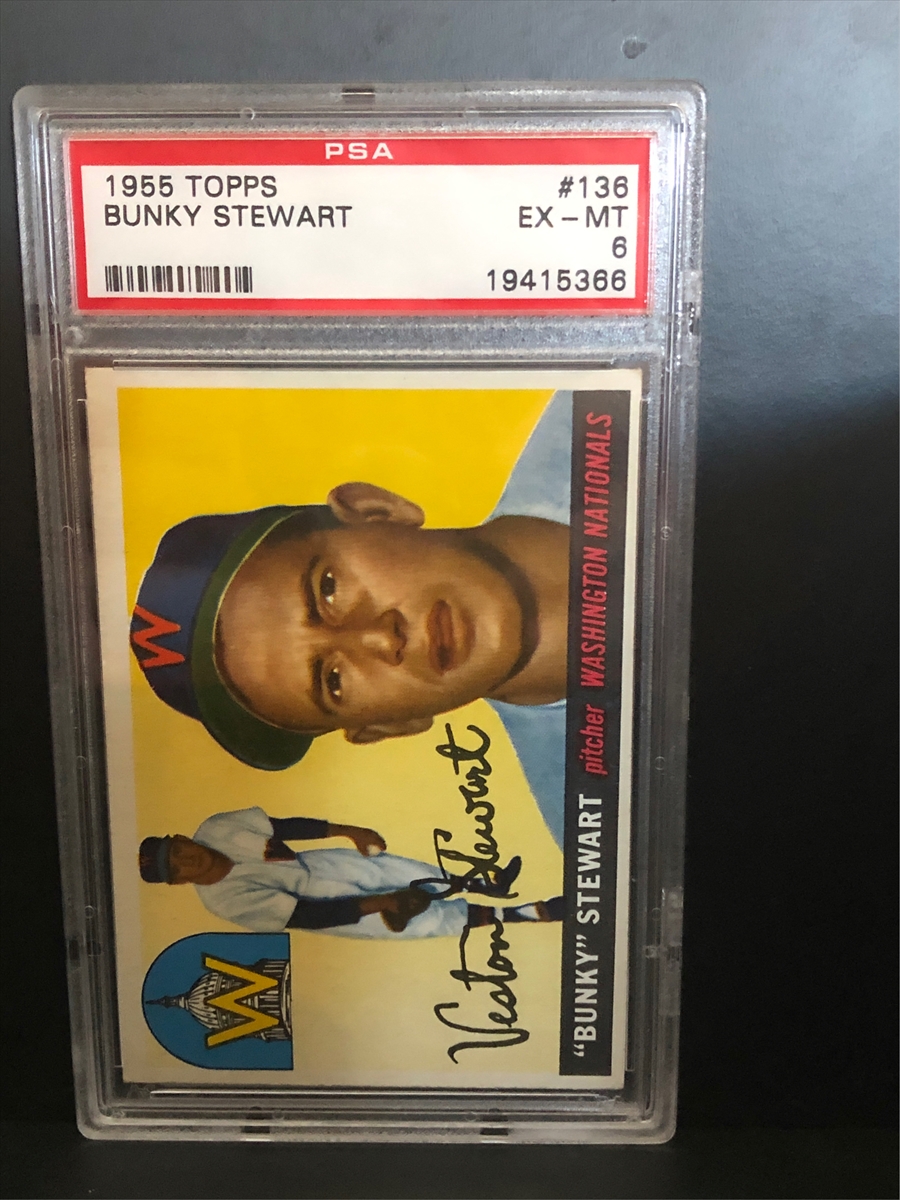 PSA
1955 TOPPS #136
BUNKY STEWART EX - MT
6
19415366
W
W
Veston Stewart
"BUNKY" STEWART pitcher WASHINGTON NATIONALS